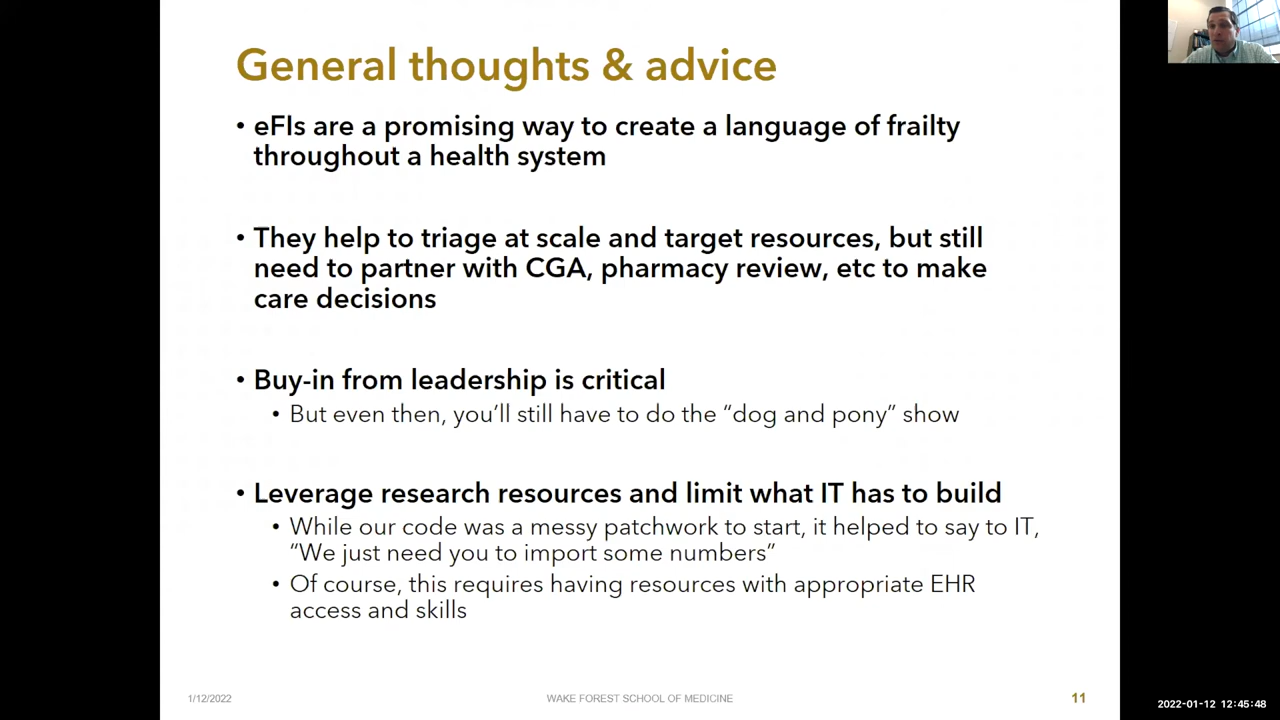 General thoughts & advice
• eFIs are a promising way to create a language of frailty
throughout a health system
• They help to triage at scale and target resources, but still
need to partner with CGA, pharmacy review, etc to make
care decisions
• Buy-in from leadership is critical
• But even then, you’ll still have to do the “dog and pony” show
• Leverage research resources and limit what IT has to build
• While our code was a messy patchwork to start, it helped to say to IT,
“We just need you to import some numbers”
• Of course, this requires having resources with appropriate EHR
access and skills
1/12/2022
WAKE FOREST SCHOOL OF MEDICINE
11
2022-01-12 12:45:48